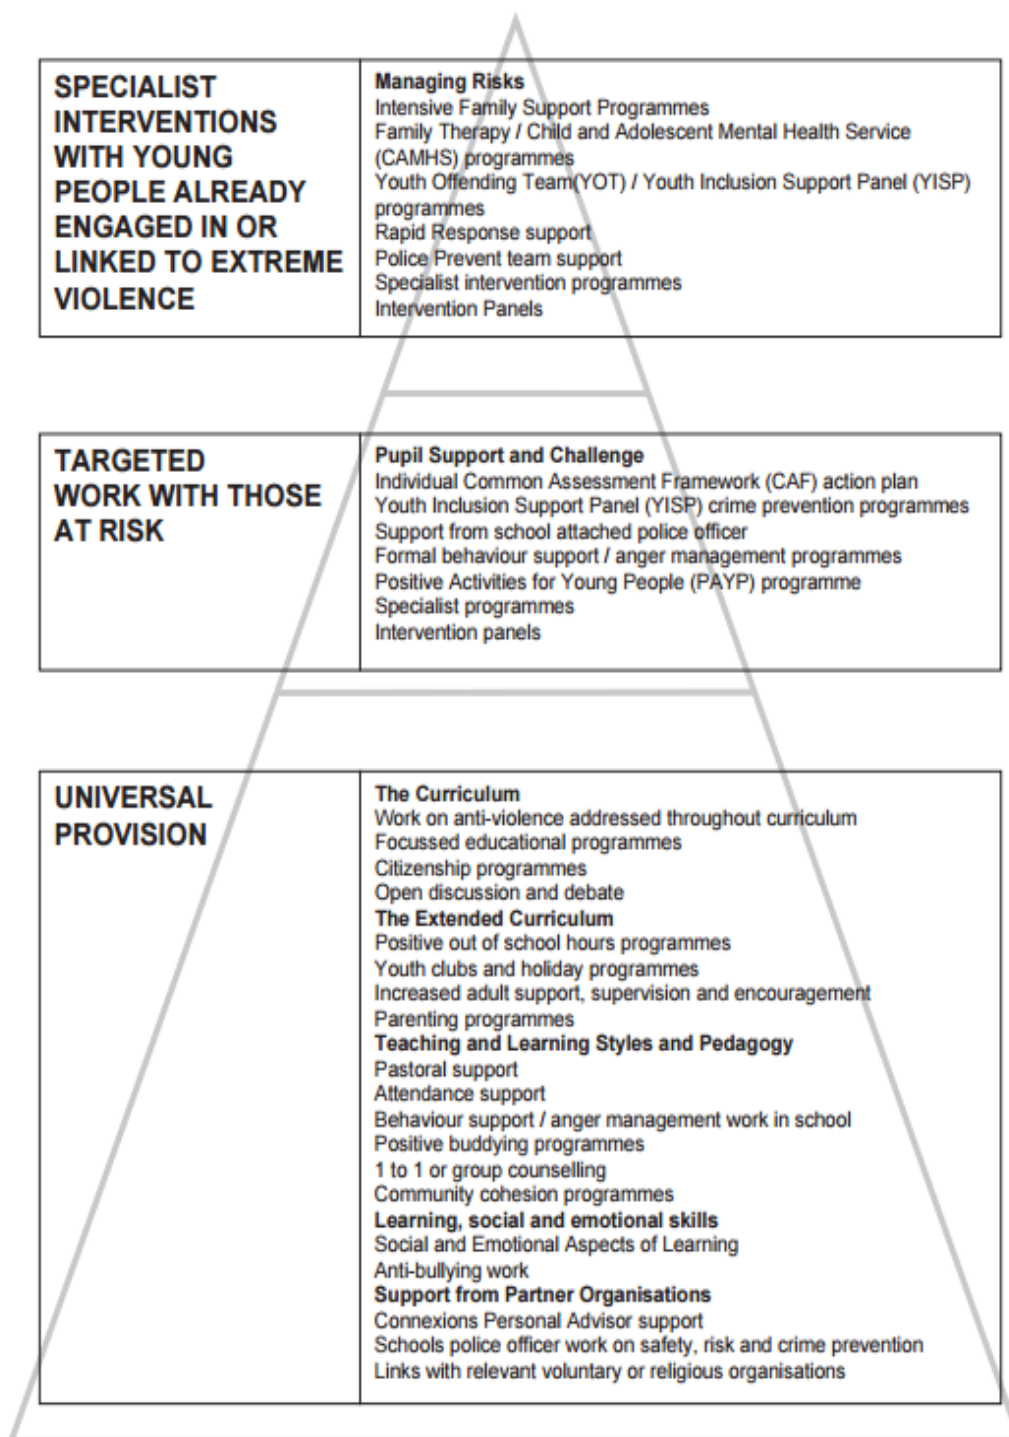 SPECIALIST
INTERVENTIONS
WITH YOUNG
PEOPLE ALREADY
ENGAGED IN OR
LINKED TO EXTREME
VIOLENCE
Managing Risks
Intensive Family Support Programmes
Family Therapy / Child and Adolescent Mental Health Service
(CAMHS) programmes
Youth Offending Team(YOT) / Youth Inclusion Support Panel (YISP)
programmes
Rapid Response support
Police Prevent team support
Specialist intervention programmes
Intervention Panels
TARGETED
WORK WITH THOSE
AT RISK
Pupil Support and Challenge
Individual Common Assessment Framework (CAF) action plan
Youth Inclusion Support Panel (YISP) crime prevention programmes
Support from school attached police officer
Formal behaviour support / anger management programmes
Positive Activities for Young People (PAYP) programme
Specialist programmes
Intervention panels
UNIVERSAL
PROVISION
The Curriculum
Work on anti-violence addressed throughout curriculum
Focussed educational programmes
Citizenship programmes
Open discussion and debate
The Extended Curriculum
Positive out of school hours programmes
Youth clubs and holiday programmes
Increased adult support, supervision and encouragement
Parenting programmes
Teaching and Learning Styles and Pedagogy
Pastoral support
Attendance support
Behaviour support / anger management work in school
Positive buddying programmes
1 to 1 or group counselling
Community cohesion programmes
Learning, social and emotional skills
Social and Emotional Aspects of Learning
Anti-bullying work
Support from Partner Organisations
Connexions Personal Advisor support
Schools police officer work on safety, risk and crime prevention
Links with relevant voluntary or religious organisations